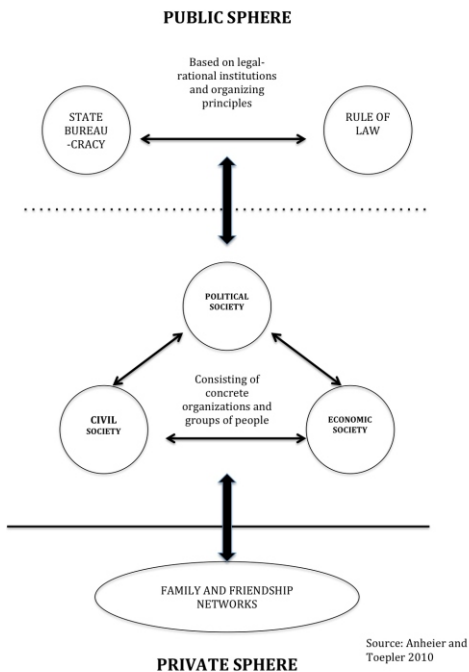 PUBLIC SPHERE
Based on legal-
rational institutions
and organizing
principles
STATE
BUREAU
-CRACY
RULE OF
LAW
POLITICAL
SOCIETY
Consisting of
concrete
organizations and
groups of people
CIVIL
SOCIETY
ECONOMIC
SOCIETY
FAMILY AND FRIENDSHIP
NETWORKS
Source: Anheier and
Toepler 2010
PRIVATE SPHERE